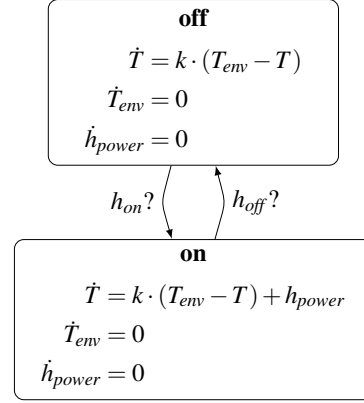 off
Ṫ = k · (T_env − T)
Ṫ_env = 0
ḣ_power = 0
h_on? h_off?
on
Ṫ = k · (T_env − T) + h_power
Ṫ_env = 0
ḣ_power = 0